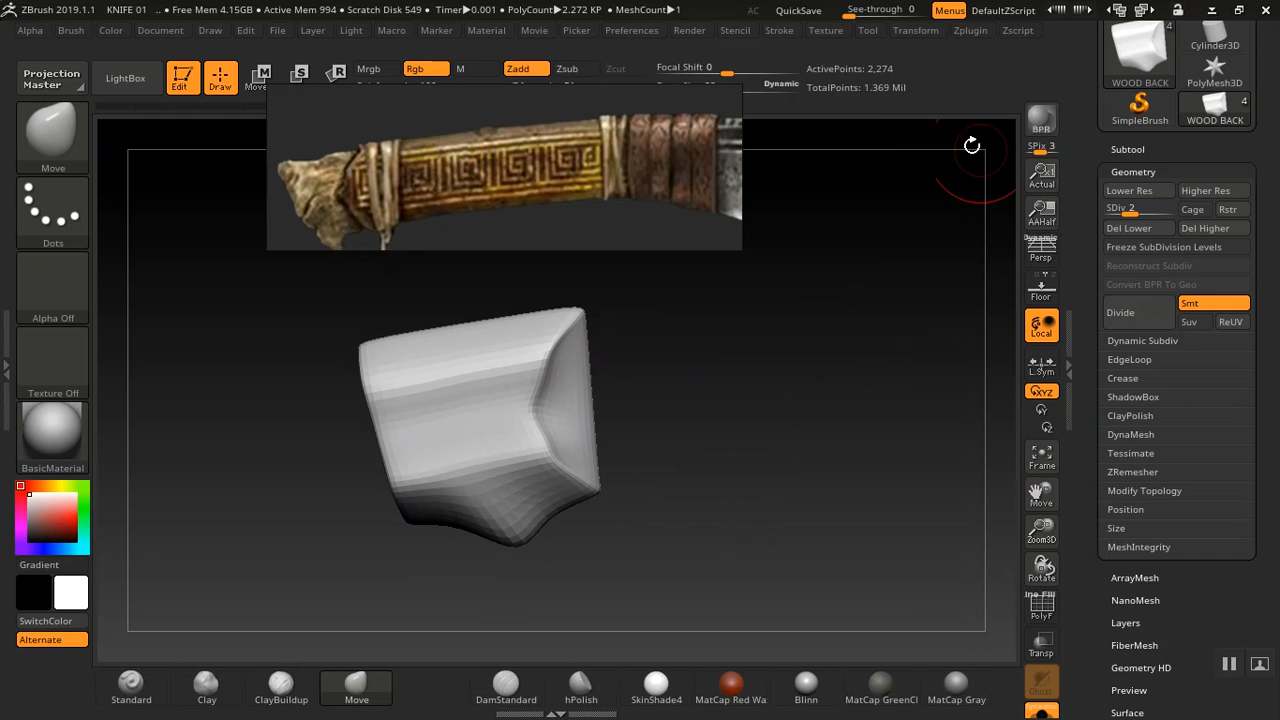 ZBrush 2019.1.1 KNIFE 01 .. ● Free Mem 4.15GB ● Active Mem 994 ● Scratch Disk 549 ● Timer▶0.001 ● PolyCount▶2.272 KP ● MeshCount▶1 AC QuickSave See-through 0 Menus DefaultZScript
Alpha Brush Color Document Draw Edit File Layer Light Macro Marker Material Movie Picker Preferences Render Stencil Stroke Texture Tool Transform Zplugin Zscript
Projection Master
LightBox
Edit
Draw
Move
M
S
R
Mrgb Rgb M Zadd Zsub Zcut
Focal Shift 0
Dynamic
ActivePoints: 2,274
TotalPoints: 1.369 Mil
Move
Dots
Alpha Off
Texture Off
BasicMaterial
Gradient
SwitchColor
Alternate
BPR
SPix 3
Actual
AAHalf
Dynamic
Persp
Floor
Local
L.Sym
XYZ
Y
Z
Frame
Move
Zoom3D
Rotate
Line Fill
PolyF
Transp
Ghost
Dynamic
4
WOOD BACK
Cylinder3D
PolyMesh3D
SimpleBrush
4
WOOD BACK
Subtool
Geometry
Lower Res Higher Res
SDiv 2 Cage Rstr
Del Lower Del Higher
Freeze SubDivision Levels
Reconstruct Subdiv
Convert BPR To Geo
Divide
Smt
Suv ReUV
Dynamic Subdiv
EdgeLoop
Crease
ShadowBox
ClayPolish
DynaMesh
Tessimate
ZRemesher
Modify Topology
Position
Size
MeshIntegrity
ArrayMesh
NanoMesh
Layers
FiberMesh
Geometry HD
Preview
Surface
Standard Clay ClayBuildup Move DamStandard hPolish SkinShade4 MatCap Red Wa Blinn MatCap GreenCl MatCap Gray